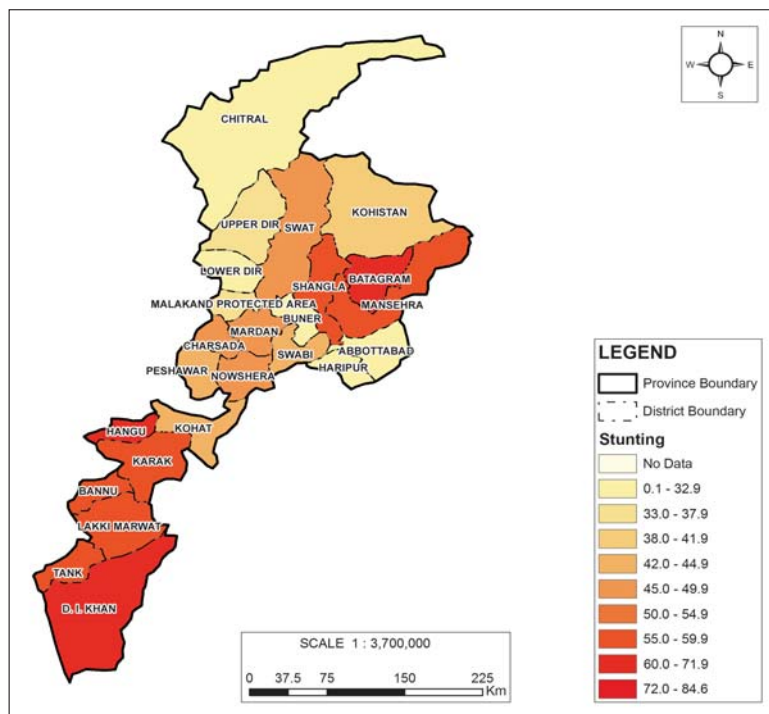 N
W E
S
CHITRAL
KOHISTAN
UPPER DIR
SWAT
LOWER DIR
BATAGRAM
SHANGLA
MALAKAND PROTECTED AREA
MANSEHRA
BUNER
MARDAN
CHARSADA
ABBOTTABAD
SWABI
HARIPUR
PESHAWAR
NOWSHERA
HANGU
KOHAT
KARAK
BANNU
LAKKI MARWAT
TANK
D. I. KHAN
LEGEND
Province Boundary
District Boundary
Stunting
No Data
0.1 - 32.9
33.0 - 37.9
38.0 - 41.9
42.0 - 44.9
45.0 - 49.9
50.0 - 54.9
55.0 - 59.9
60.0 - 71.9
72.0 - 84.6
SCALE 1 : 3,700,000
0 37.5 75 150 225
Km